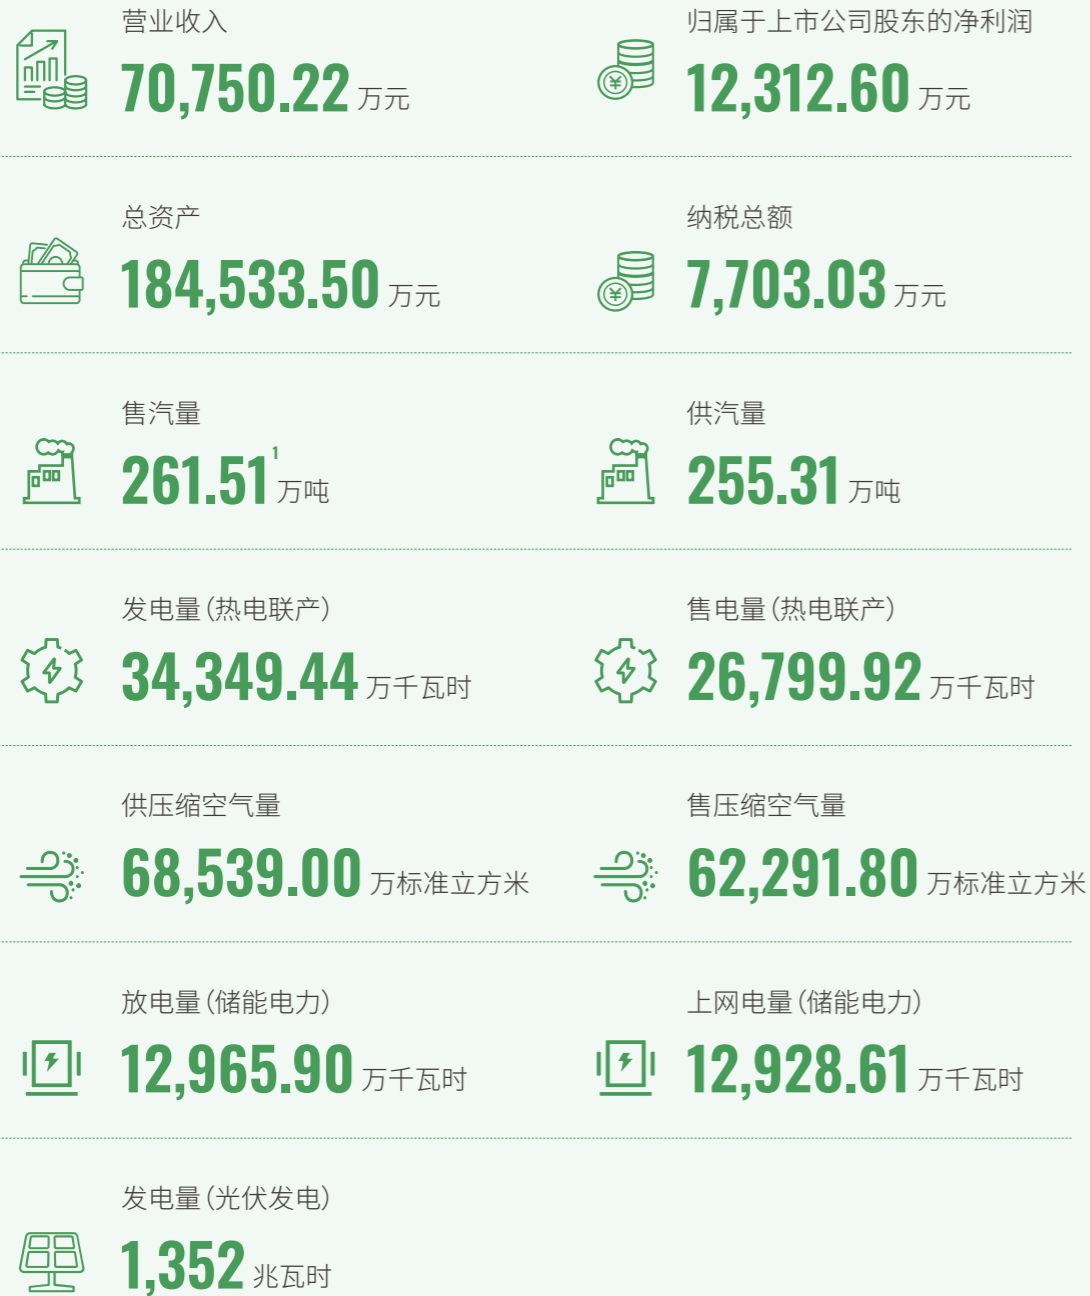 营业收入
70,750.22 万元
归属于上市公司股东的净利润
12,312.60 万元
总资产
184,533.50 万元
纳税总额
7,703.03 万元
售汽量
261.51¹ 万吨
供汽量
255.31 万吨
发电量（热电联产）
34,349.44 万千瓦时
售电量（热电联产）
26,799.92 万千瓦时
供压缩空气量
68,539.00 万标准立方米
售压缩空气量
62,291.80 万标准立方米
放电量（储能电力）
12,965.90 万千瓦时
上网电量（储能电力）
12,928.61 万千瓦时
发电量（光伏发电）
1,352 兆瓦时